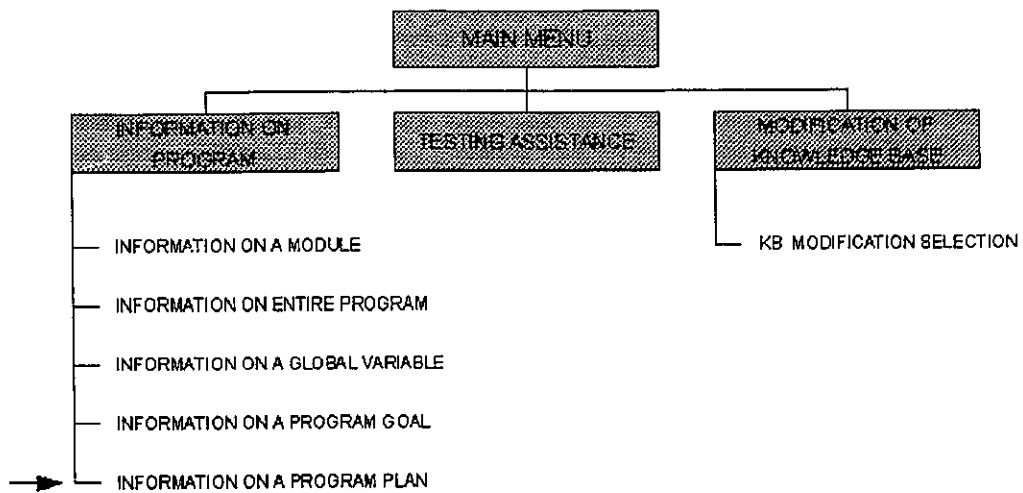 MAIN MENU
INFORMATION ON
PROGRAM
TESTING ASSISTANCE
MODIFICATION OF
KNOWLEDGE BASE
INFORMATION ON A MODULE
KB MODIFICATION SELECTION
INFORMATION ON ENTIRE PROGRAM
INFORMATION ON A GLOBAL VARIABLE
INFORMATION ON A PROGRAM GOAL
INFORMATION ON A PROGRAM PLAN